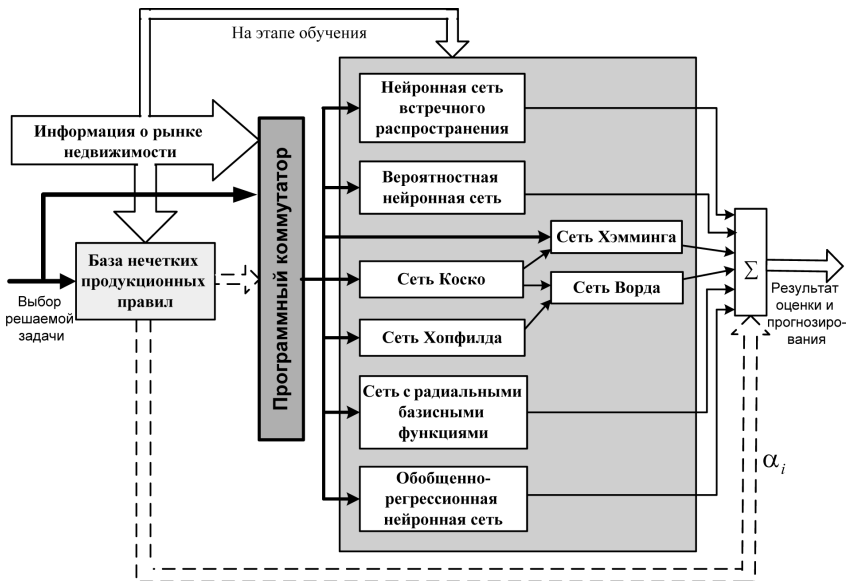 На этапе обучения
Информация о рынке
недвижимости
База нечетких
продукционных
правил
Выбор
решаемой
задачи
Программный коммутатор
Нейронная сеть
встречного
распространения
Вероятностная
нейронная сеть
Сеть Хэмминга
Сеть Коско
Сеть Ворда
Сеть Хопфилда
Сеть с радиальными
базисными
функциями
Обобщенно-
регрессионная
нейронная сеть
Σ
Результат
оценки и
прогнозиро-
вания
αi